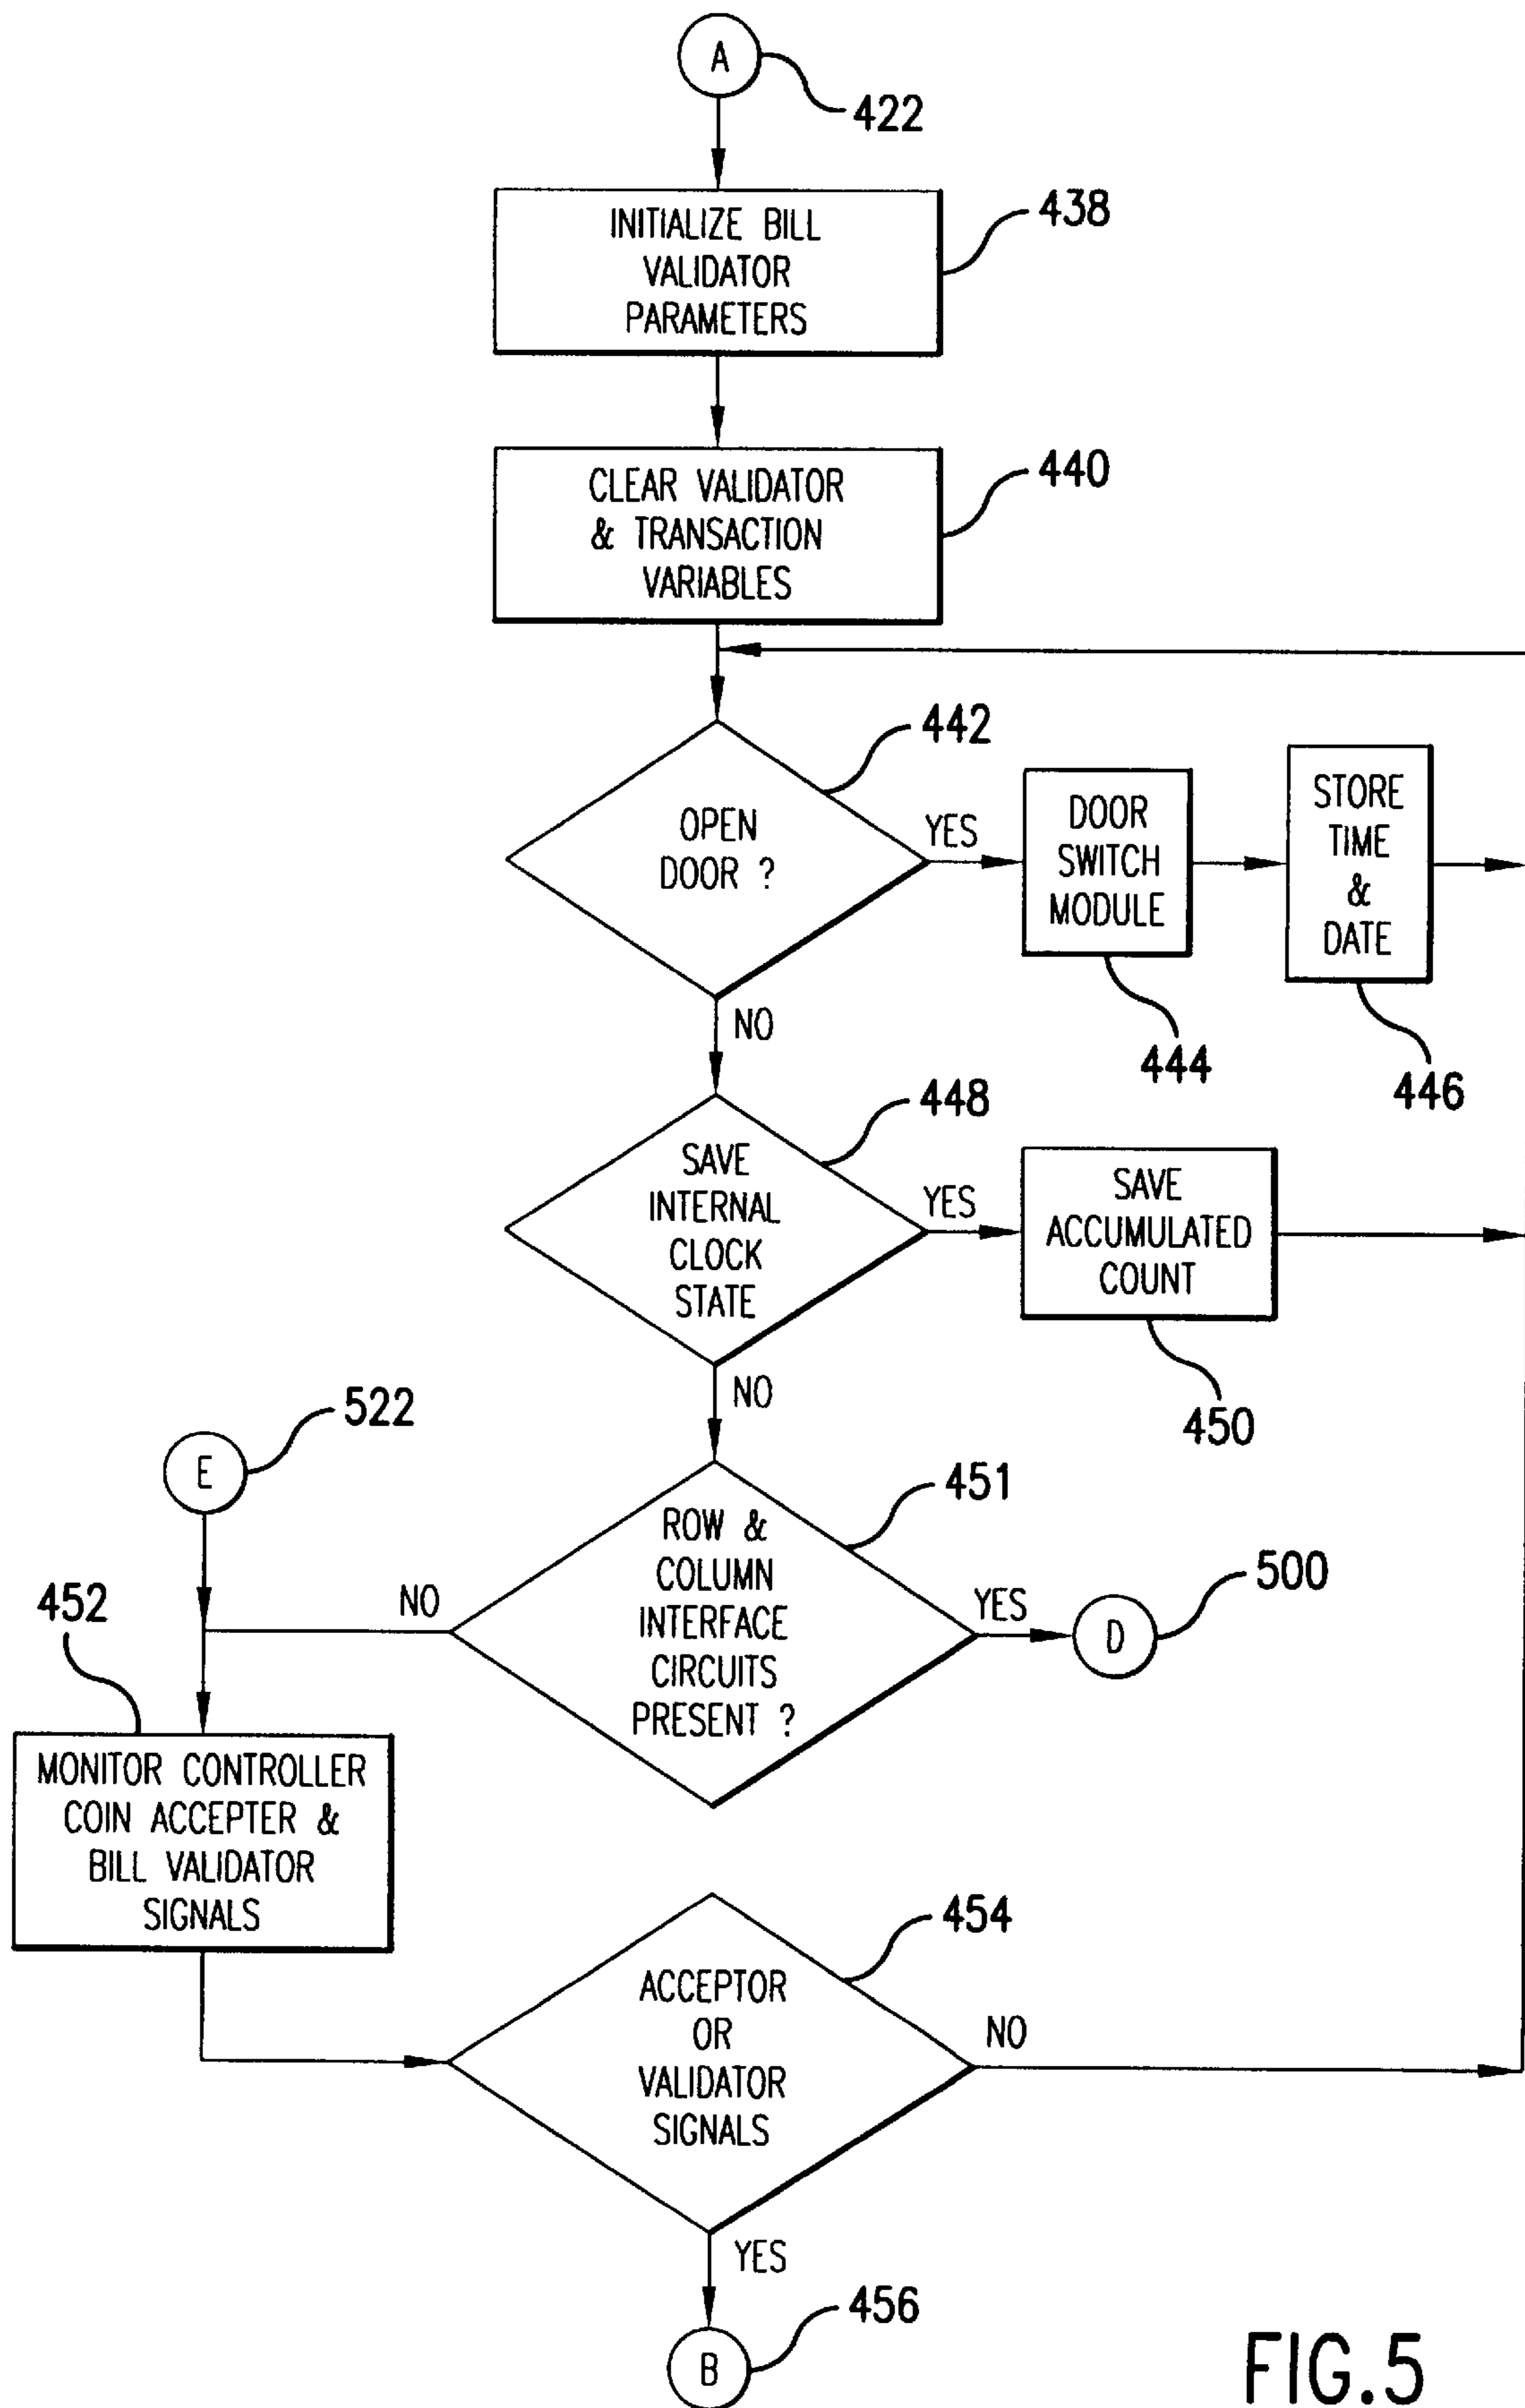 A
422
INITIALIZE BILL
VALIDATOR
PARAMETERS
438
CLEAR VALIDATOR
& TRANSACTION
VARIABLES
440
442
OPEN
DOOR ?
YES
DOOR
SWITCH
MODULE
444
STORE
TIME
&
DATE
446
NO
448
SAVE
INTERNAL
CLOCK
STATE
YES
SAVE
ACCUMULATED
COUNT
450
NO
E
522
451
ROW &
COLUMN
INTERFACE
CIRCUITS
PRESENT ?
NO
YES
D
500
452
MONITOR CONTROLLER
COIN ACCEPTER &
BILL VALIDATOR
SIGNALS
454
ACCEPTOR
OR
VALIDATOR
SIGNALS
NO
YES
B
456
FIG.5